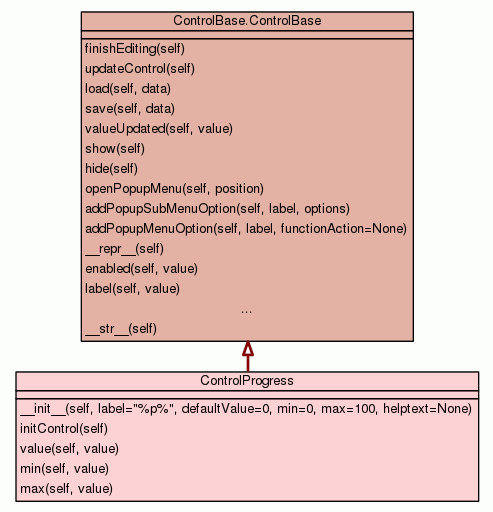 ControlBase.ControlBase
finishEditing(self)
updateControl(self)
load(self, data)
save(self, data)
valueUpdated(self, value)
show(self)
hide(self)
openPopupMenu(self, position)
addPopupSubMenuOption(self, label, options)
addPopupMenuOption(self, label, functionAction=None)
__repr__(self)
enabled(self, value)
label(self, value)
...
__str__(self)
ControlProgress
__init__(self, label="%p%", defaultValue=0, min=0, max=100, helptext=None)
initControl(self)
value(self, value)
min(self, value)
max(self, value)